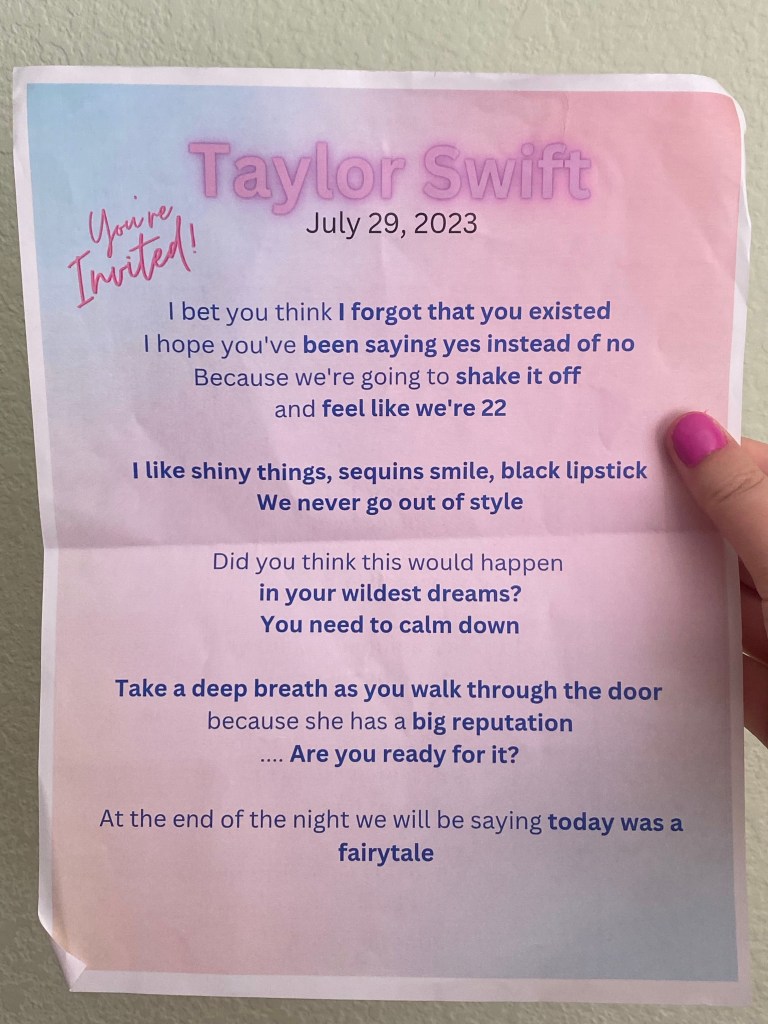 Taylor Swift
July 29, 2023
You're
Invited!
I bet you think I forgot that you existed
I hope you've been saying yes instead of no
Because we're going to shake it off
and feel like we're 22
I like shiny things, sequins smile, black lipstick
We never go out of style
Did you think this would happen
in your wildest dreams?
You need to calm down
Take a deep breath as you walk through the door
because she has a big reputation
.... Are you ready for it?
At the end of the night we will be saying today was a
fairytale